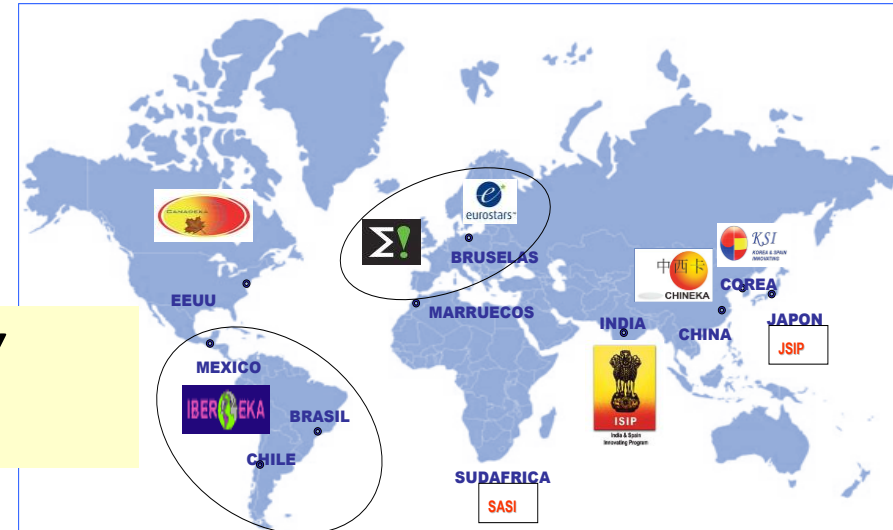 CANADEKA
Σ!
e
eurostars™
BRUSELAS
KSI
KOREA & SPAIN
INNOVATING
中西卡
CHINEKA
COREA
EEUU
MARRUECOS
INDIA
CHINA
JAPON
JSIP
MEXICO
IBEROEKA
BRASIL
CHILE
ISIP
India & Spain
Innovating Program
SUDAFRICA
SASI